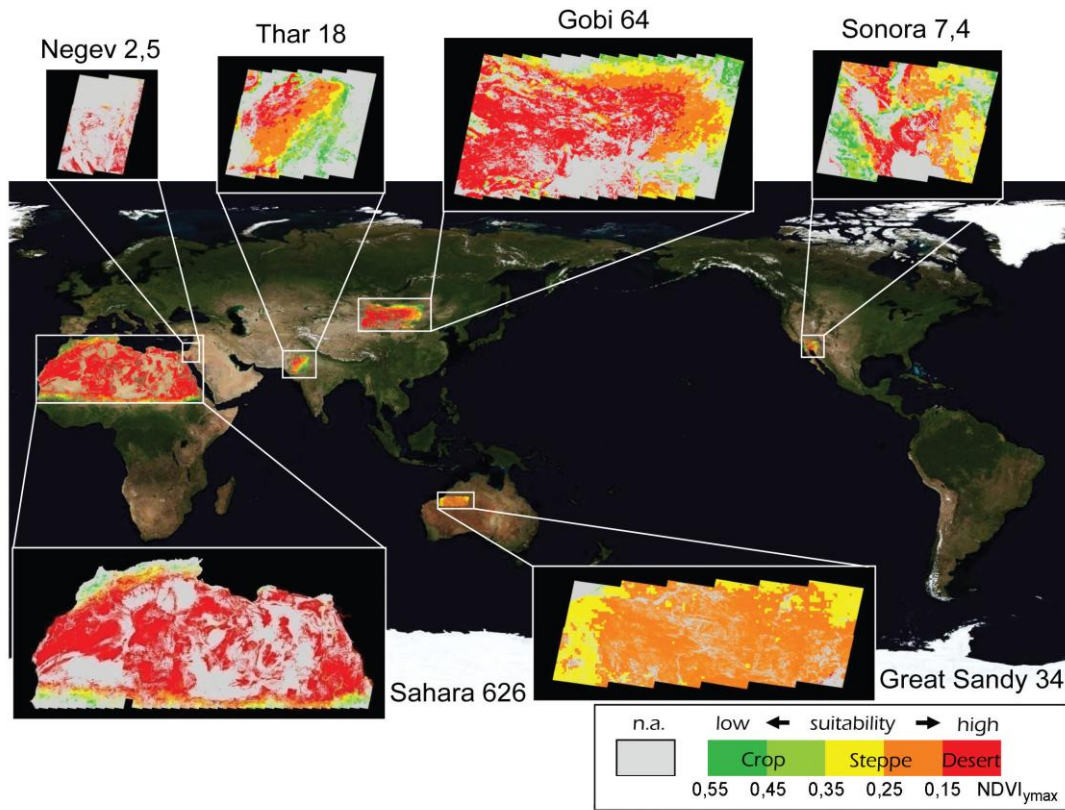 Negev 2,5
Thar 18
Gobi 64
Sonora 7,4
Sahara 626
Great Sandy 34
n.a.
low ← suitability → high
Crop Steppe Desert
0,55 0,45 0,35 0,25 0,15 NDVIymax